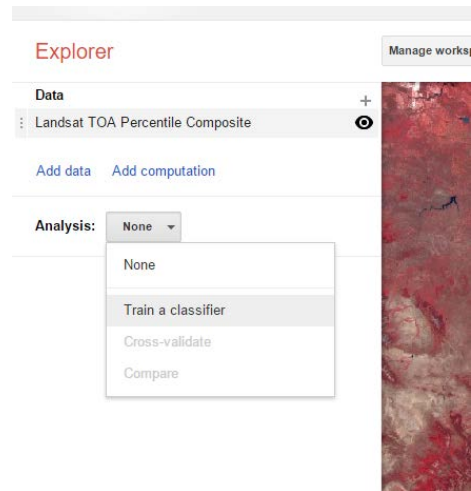 Explorer
Manage worksp
Data
+
Landsat TOA Percentile Composite
Add data Add computation
Analysis: None
None
Train a classifier
Cross-validate
Compare